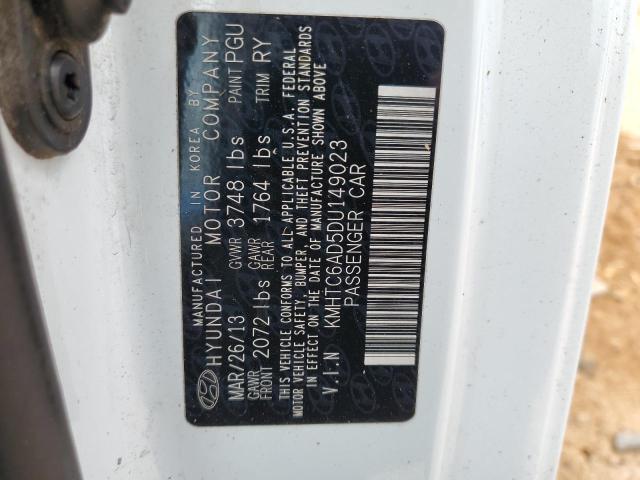 MANUFACTURED IN KOREA BY
HYUNDAI MOTOR COMPANY
MAR/26/13 GVWR 3748 lbs PAINT PGU
GAWR FRONT 2072 lbs GAWR REAR 1764 lbs TRIM RY
THIS VEHICLE CONFORMS TO ALL APPLICABLE U.S.A. FEDERAL
MOTOR VEHICLE SAFETY, BUMPER, AND THEFT PREVENTION STANDARDS
IN EFFECT ON THE DATE OF MANUFACTURE SHOWN ABOVE
V.I.N KMHTC6AD5DU149023
PASSENGER CAR